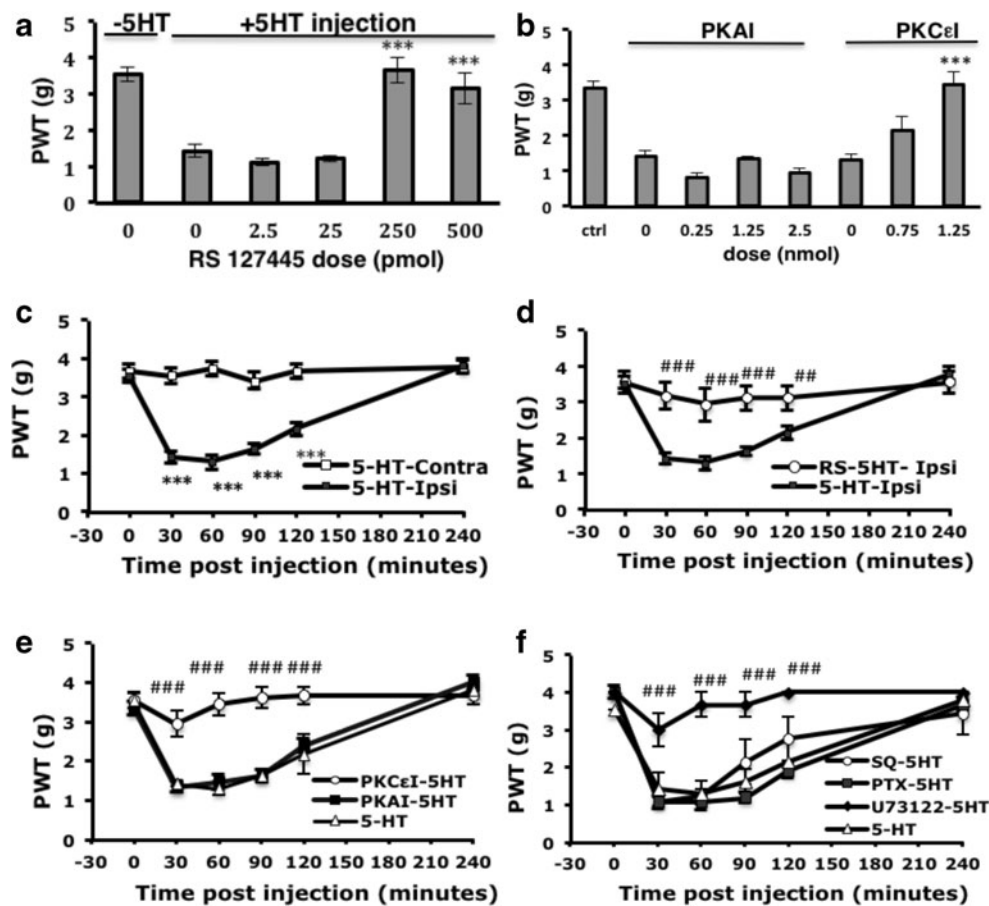 a
-5HT +5HT injection
*** ***
PWT (g)
5
4
3
2
1
0
0 0 2.5 25 250 500
RS 127445 dose (pmol)
b
PKAI PKCεI
***
PWT (g)
5
4
3
2
1
0
ctrl 0 0.25 1.25 2.5 0 0.75 1.25
dose (nmol)
c
PWT (g)
5
4
3
2
1
0
*** *** *** ***
5-HT-Contra
5-HT-Ipsi
-30 0 30 60 90 120 150 180 210 240
Time post injection (minutes)
d
PWT (g)
5
4
3
2
1
0
### ### ### ##
RS-5HT- Ipsi
5-HT-Ipsi
-30 0 30 60 90 120 150 180 210 240
Time post injection (minutes)
e
PWT (g)
5
4
3
2
1
0
### ### ### ###
PKCεI-5HT
PKAI-5HT
5-HT
-30 0 30 60 90 120 150 180 210 240
Time post injection (minutes)
f
PWT (g)
5
4
3
2
1
0
### ### ### ###
SQ-5HT
PTX-5HT
U73122-5HT
5-HT
-30 0 30 60 90 120 150 180 210 240
Time post injection (minutes)